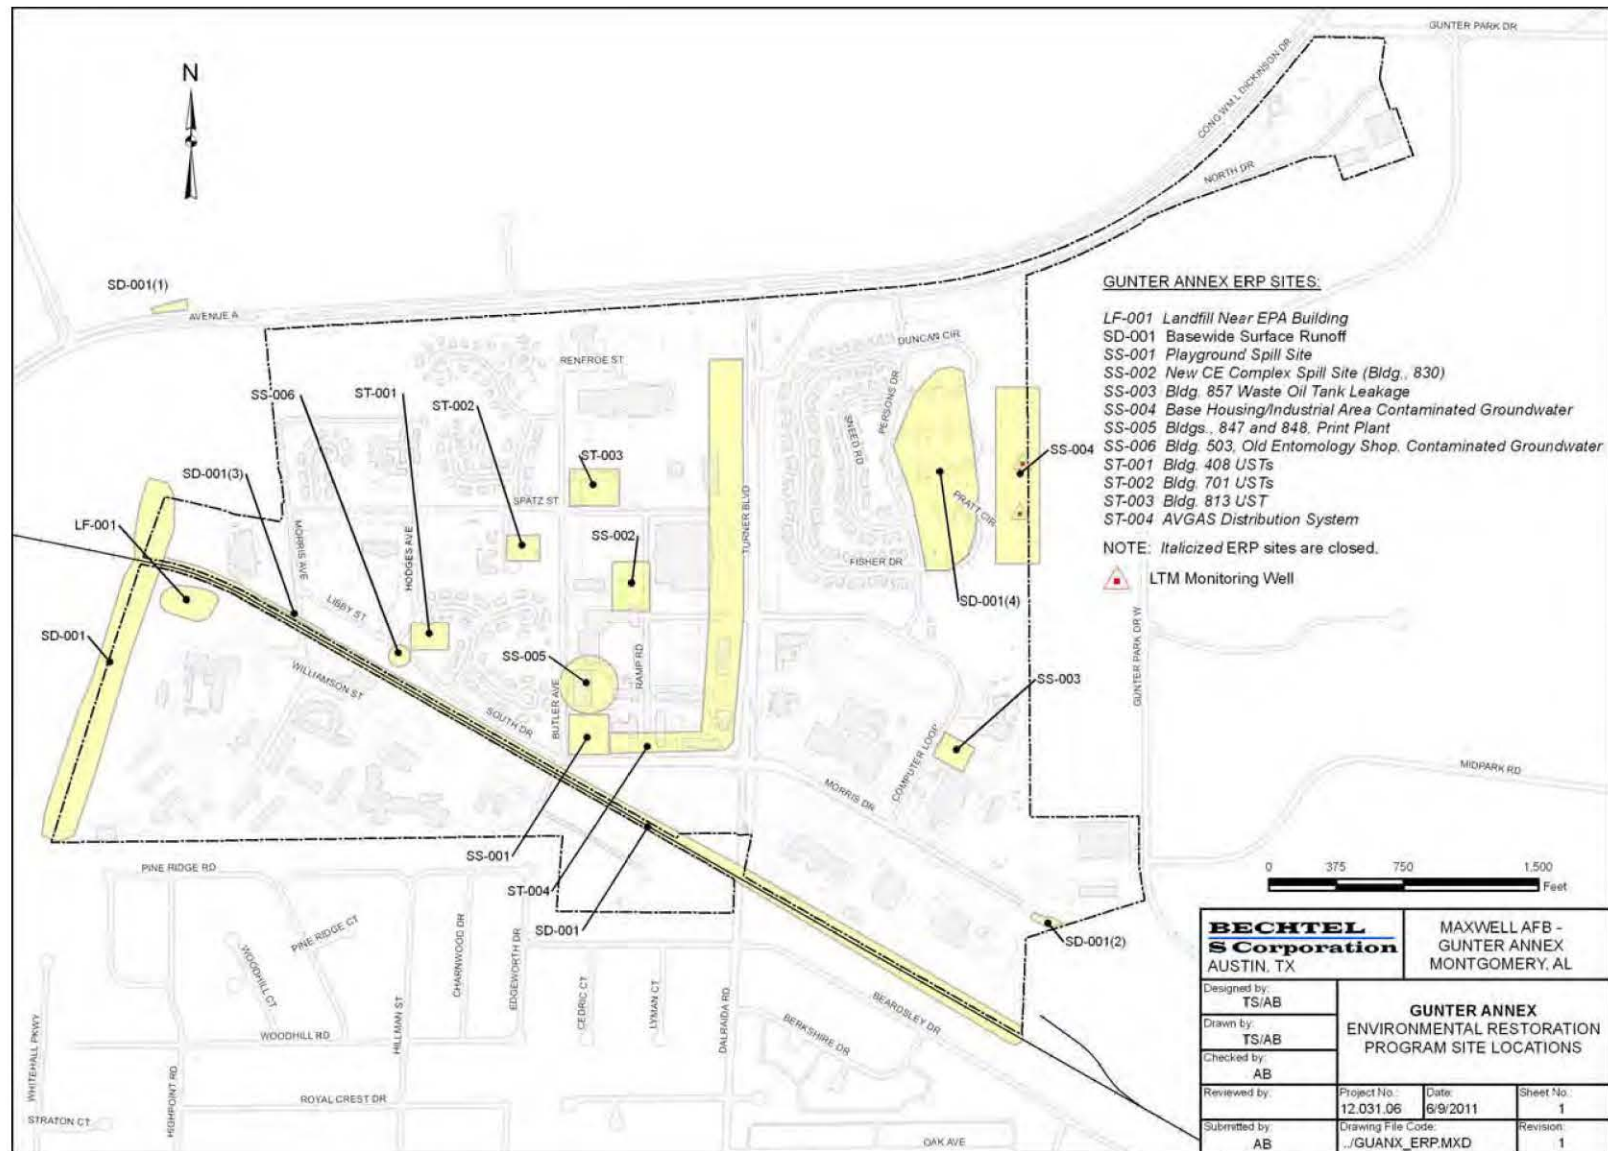 GUNTER PARK DR
CONG WM L DICKINSON DR
N
NORTH DR
SD-001(1)
AVENUE A
GUNTER ANNEX ERP SITES:
LF-001 Landfill Near EPA Building
SD-001 Basewide Surface Runoff
SS-001 Playground Spill Site
SS-002 New CE Complex Spill Site (Bldg., 830)
SS-003 Bldg. 857 Waste Oil Tank Leakage
SS-004 Base Housing/Industrial Area Contaminated Groundwater
SS-005 Bldgs., 847 and 848, Print Plant
SS-006 Bldg. 503, Old Entomology Shop, Contaminated Groundwater
ST-001 Bldg. 408 USTs
ST-002 Bldg. 701 USTs
ST-003 Bldg. 813 UST
ST-004 AVGAS Distribution System
NOTE: Italicized ERP sites are closed.
LTM Monitoring Well
DUNCAN CIR
RENFROE ST
PERSONS DR
SNEED RD
SS-006
ST-001
ST-002
ST-003
SS-004
SD-001(3)
SPATZ ST
PRATT CIR
TURNER BLVD
LF-001
MORRIS AVE
HODGES AVE
SS-002
FISHER DR
SD-001(4)
LIBBY ST
SD-001
WILLIAMSON ST
SS-005
RAMP RD
BUTLER AVE
SOUTH DR
SS-003
GUNTER PARK DR W
COMPUTER LOOP
MORRIS DR
MIDPARK RD
SS-001
ST-004
SD-001
SD-001(2)
PINE RIDGE RD
PINE RIDGE CT
WOODHILL CT
CHARNWOOD DR
EDGEWORTH DR
CEDRIC CT
LYMAN CT
DALRAIDA RD
BEARDSLEY DR
BERKSHIRE DR
WHITEHALL PKWY
WOODHILL RD
HILLMAN ST
HIGHPOINT RD
ROYAL CREST DR
STRATON CT
OAK AVE
0 375 750 1,500
Feet
BECHTEL
S Corporation
AUSTIN, TX
MAXWELL AFB -
GUNTER ANNEX
MONTGOMERY, AL
Designed by:
TS/AB
Drawn by:
TS/AB
Checked by:
AB
GUNTER ANNEX
ENVIRONMENTAL RESTORATION
PROGRAM SITE LOCATIONS
Reviewed by:
Project No.:
12.031.06
Date:
6/9/2011
Sheet No.:
1
Submitted by:
AB
Drawing File Code:
../GUANX_ERP.MXD
Revision:
1